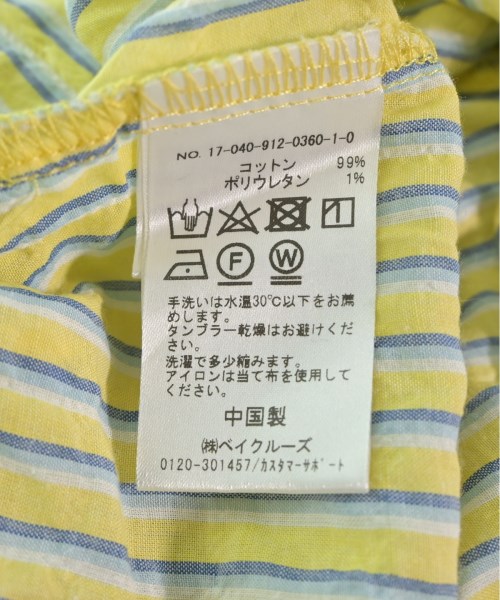 NO. 17-040-912-0360-1-0
コットン 99%
ポリウレタン 1%
F W
手洗いは水温30℃以下をお薦
めします。
タンブラー乾燥はお避けくださ
い。
洗濯で多少縮みます。
アイロンは当て布を使用して
ください。
中国製
㈱ベイクルーズ
0120-301457/カスタマーサポート